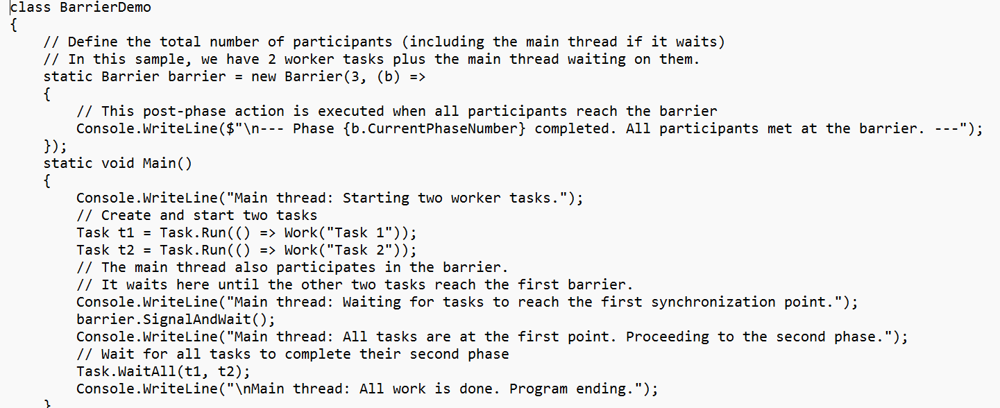 class BarrierDemo
{
    // Define the total number of participants (including the main thread if it waits)
    // In this sample, we have 2 worker tasks plus the main thread waiting on them.
    static Barrier barrier = new Barrier(3, (b) =>
    {
        // This post-phase action is executed when all participants reach the barrier
        Console.WriteLine($"\n--- Phase {b.CurrentPhaseNumber} completed. All participants met at the barrier. ---");
    });
    static void Main()
    {
        Console.WriteLine("Main thread: Starting two worker tasks.");
        // Create and start two tasks
        Task t1 = Task.Run(() => Work("Task 1"));
        Task t2 = Task.Run(() => Work("Task 2"));
        // The main thread also participates in the barrier.
        // It waits here until the other two tasks reach the first barrier.
        Console.WriteLine("Main thread: Waiting for tasks to reach the first synchronization point.");
        barrier.SignalAndWait();
        Console.WriteLine("Main thread: All tasks are at the first point. Proceeding to the second phase.");
        // Wait for all tasks to complete their second phase
        Task.WaitAll(t1, t2);
        Console.WriteLine("\nMain thread: All work is done. Program ending.");
    }